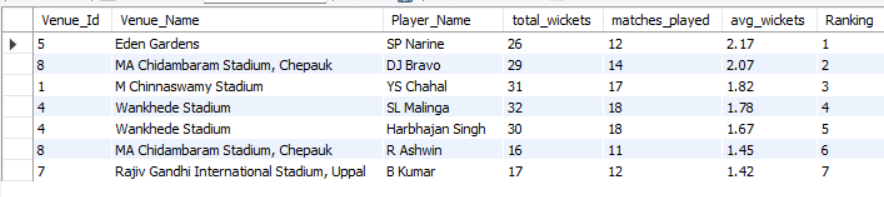 Venue_Id Venue_Name Player_Name total_wickets matches_played avg_wickets Ranking
5 Eden Gardens SP Narine 26 12 2.17 1
8 MA Chidambaram Stadium, Chepauk DJ Bravo 29 14 2.07 2
1 M Chinnaswamy Stadium YS Chahal 31 17 1.82 3
4 Wankhede Stadium SL Malinga 32 18 1.78 4
4 Wankhede Stadium Harbhajan Singh 30 18 1.67 5
8 MA Chidambaram Stadium, Chepauk R Ashwin 16 11 1.45 6
7 Rajiv Gandhi International Stadium, Uppal B Kumar 17 12 1.42 7